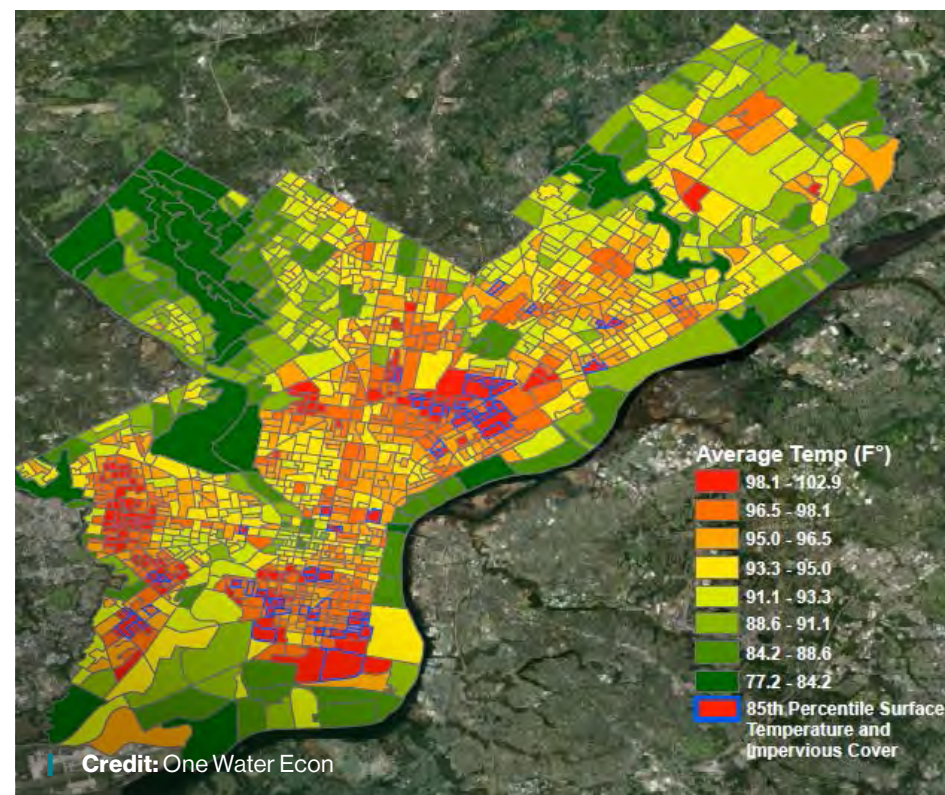 Average Temp (F°)
98.1 - 102.9
96.5 - 98.1
95.0 - 96.5
93.3 - 95.0
91.1 - 93.3
88.6 - 91.1
84.2 - 88.6
77.2 - 84.2
85th Percentile Surface
Temperature and
Impervious Cover
Credit: One Water Econ